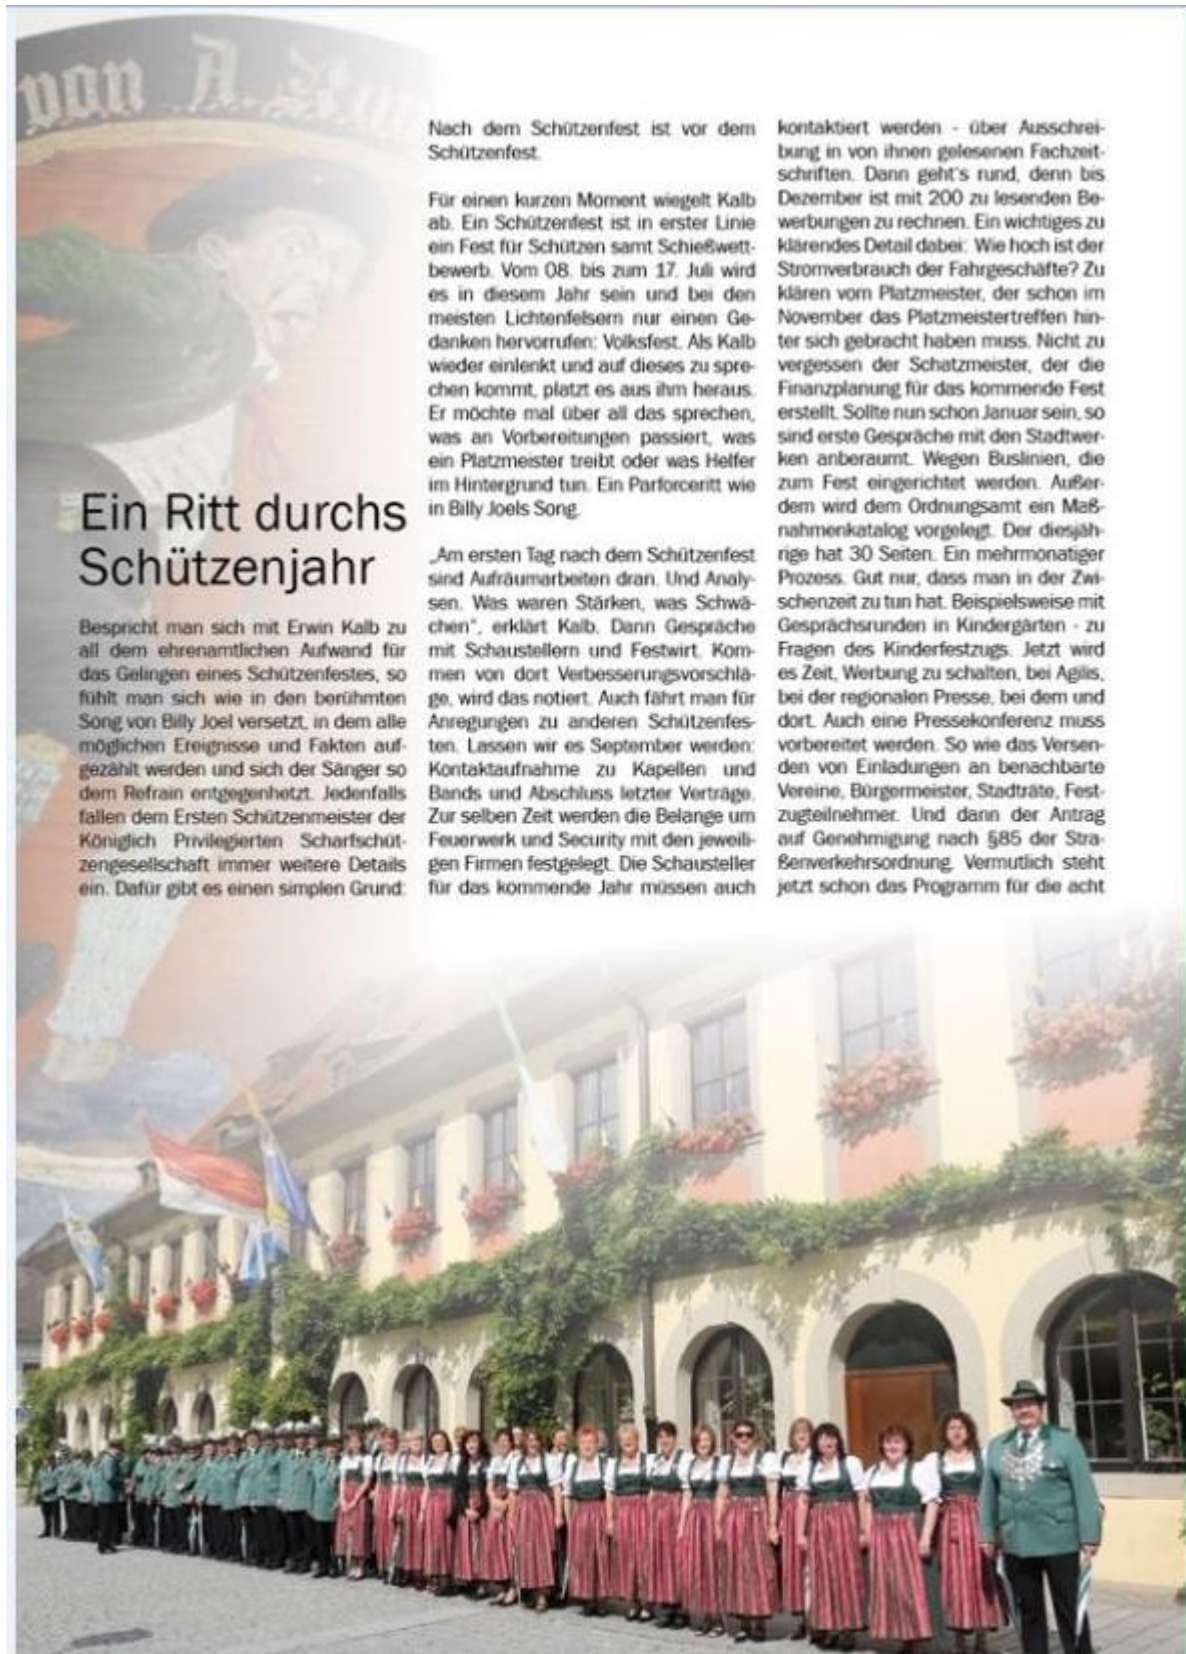 von A.
Ein Ritt durchs
Schützenjahr
Bespricht man sich mit Erwin Kalb zu
all dem ehrenamtlichen Aufwand für
das Gelingen eines Schützenfestes, so
fühlt man sich wie in den berühmten
Song von Billy Joel versetzt, in dem alle
möglichen Ereignisse und Fakten auf-
gezählt werden und sich der Sänger so
dem Refrain entgegenhetzt. Jedenfalls
fallen dem Ersten Schützenmeister der
Königlich Privilegierten Scharfschüt-
zengesellschaft immer weitere Details
ein. Dafür gibt es einen simplen Grund:
Nach dem Schützenfest ist vor dem
Schützenfest.
Für einen kurzen Moment wiegelt Kalb
ab. Ein Schützenfest ist in erster Linie
ein Fest für Schützen samt Schießwett-
bewerb. Vom 08. bis zum 17. Juli wird
es in diesem Jahr sein und bei den
meisten Lichtenfelsern nur einen Ge-
danken hervorrufen: Volksfest. Als Kalb
wieder einlenkt und auf dieses zu spre-
chen kommt, platzt es aus ihm heraus.
Er möchte mal über all das sprechen,
was an Vorbereitungen passiert, was
ein Platzmeister treibt oder was Helfer
im Hintergrund tun. Ein Parforceritt wie
in Billy Joels Song.
„Am ersten Tag nach dem Schützenfest
sind Aufräumarbeiten dran. Und Analy-
sen. Was waren Stärken, was Schwä-
chen", erklärt Kalb. Dann Gespräche
mit Schaustellern und Festwirt. Kom-
men von dort Verbesserungsvorschlä-
ge, wird das notiert. Auch fährt man für
Anregungen zu anderen Schützenfes-
ten. Lassen wir es September werden:
Kontaktaufnahme zu Kapellen und
Bands und Abschluss letzter Verträge.
Zur selben Zeit werden die Belange um
Feuerwerk und Security mit den jeweili-
gen Firmen festgelegt. Die Schausteller
für das kommende Jahr müssen auch
kontaktiert werden - über Ausschrei-
bung in von ihnen gelesenen Fachzeit-
schriften. Dann geht's rund, denn bis
Dezember ist mit 200 zu lesenden Be-
werbungen zu rechnen. Ein wichtiges zu
klärendes Detail dabei: Wie hoch ist der
Stromverbrauch der Fahrgeschäfte? Zu
klären vom Platzmeister, der schon im
November das Platzmeistertreffen hin-
ter sich gebracht haben muss. Nicht zu
vergessen der Schatzmeister, der die
Finanzplanung für das kommende Fest
erstellt. Sollte nun schon Januar sein, so
sind erste Gespräche mit den Stadtwer-
ken anberaumt. Wegen Buslinien, die
zum Fest eingerichtet werden. Außer-
dem wird dem Ordnungsamt ein Maß-
nahmenkatalog vorgelegt. Der diesjäh-
rige hat 30 Seiten. Ein mehrmonatiger
Prozess. Gut nur, dass man in der Zwi-
schenzeit zu tun hat. Beispielsweise mit
Gesprächsrunden in Kindergärten - zu
Fragen des Kinderfestzugs. Jetzt wird
es Zeit, Werbung zu schalten, bei Agilis,
bei der regionalen Presse, bei dem und
dort. Auch eine Pressekonferenz muss
vorbereitet werden. So wie das Versen-
den von Einladungen an benachbarte
Vereine, Bürgermeister, Stadträte, Fest-
zugteilnehmer. Und dann der Antrag
auf Genehmigung nach §85 der Stra-
ßenverkehrsordnung. Vermutlich steht
jetzt schon das Programm für die acht